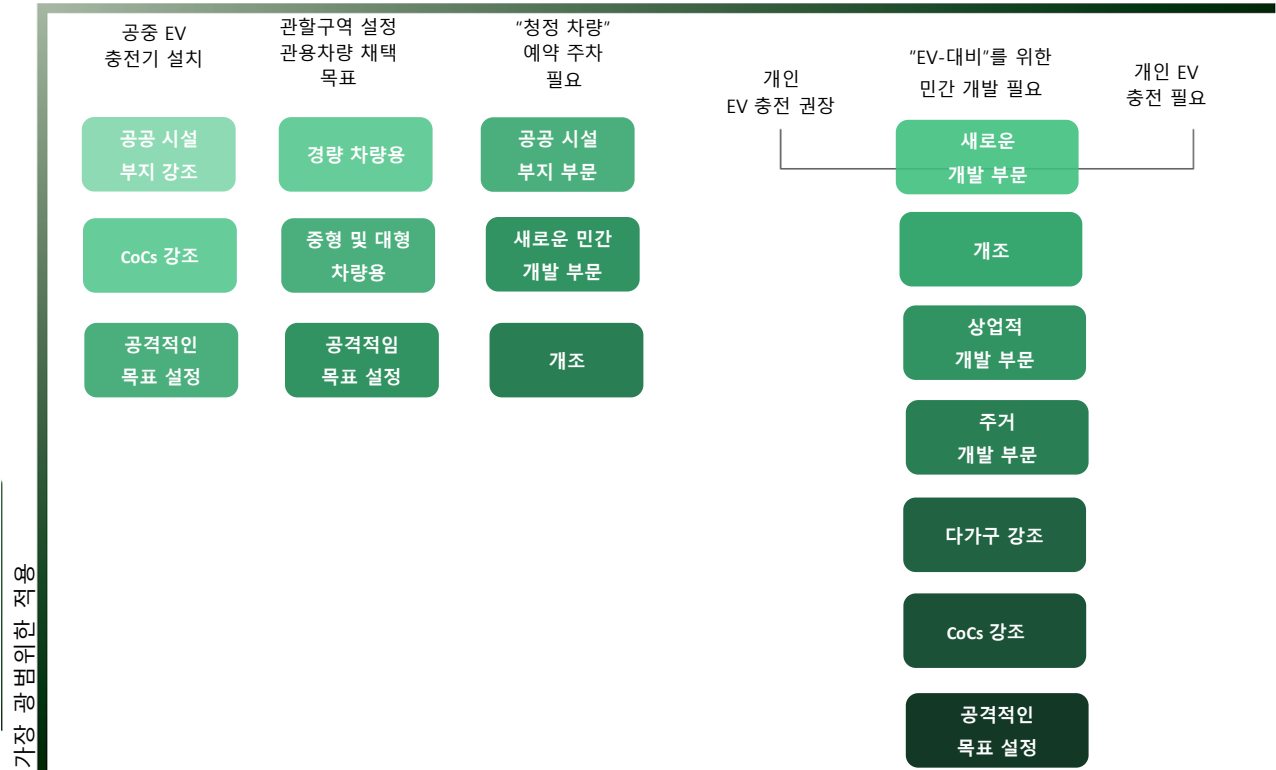 공중 EV
충전기 설치
관할구역 설정
관용차량 채택
목표
"청정 차량"
예약 주차
필요
개인
EV 충전 권장
"EV-대비"를 위한
민간 개발 필요
개인 EV
충전 필요
공공 시설
부지 강조
CoCs 강조
공격적인
목표 설정
경량 차량용
중형 및 대형
차량용
공격적임
목표 설정
공공 시설
부지 부문
새로운 민간
개발 부문
개조
새로운
개발 부문
개조
상업적
개발 부문
주거
개발 부문
다가구 강조
CoCs 강조
공격적인
목표 설정
가장 광범위한 적용